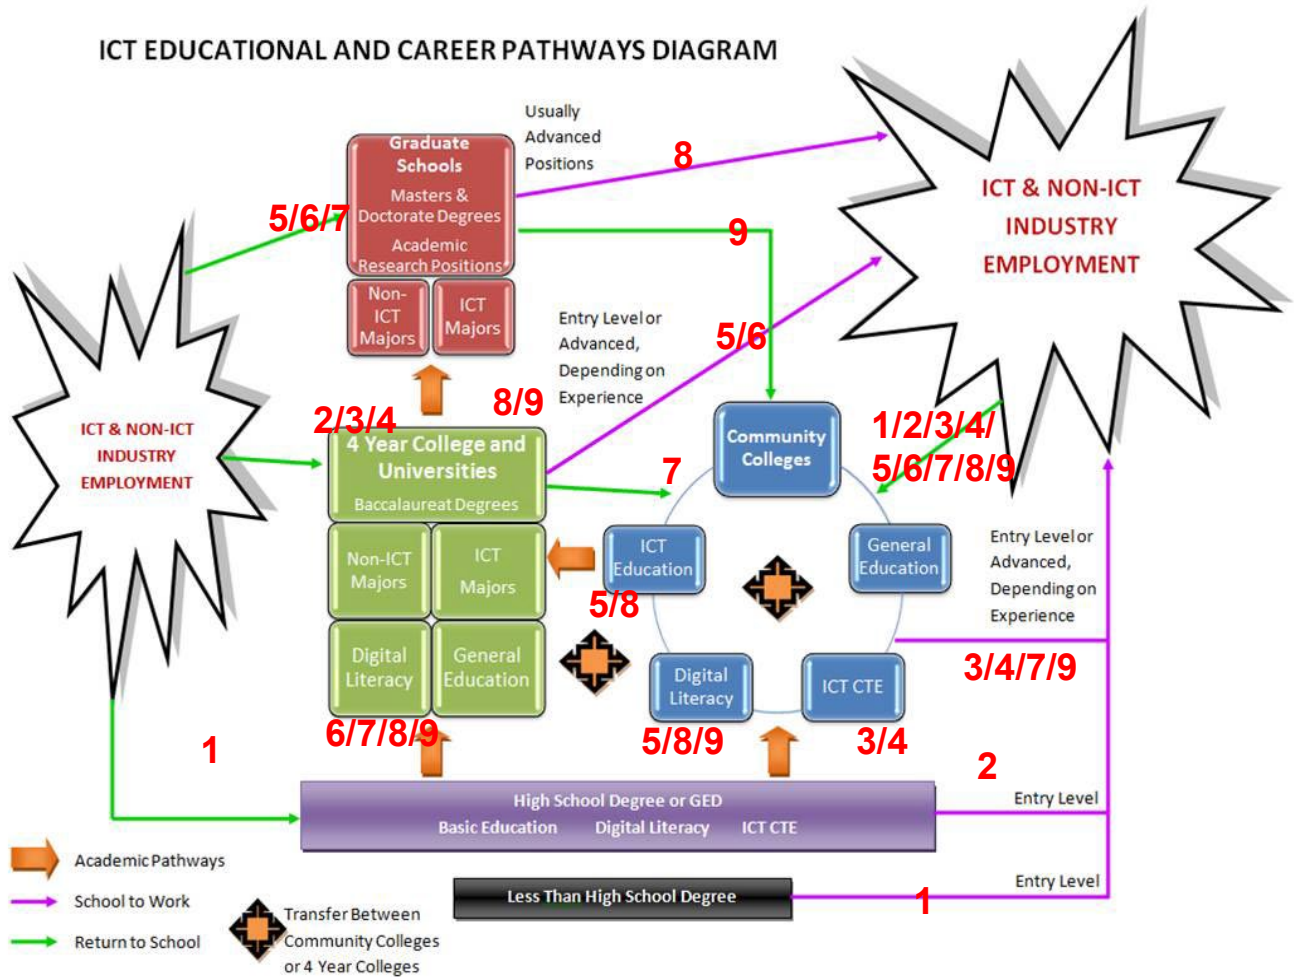 ICT EDUCATIONAL AND CAREER PATHWAYS DIAGRAM
Usually
Advanced
Positions
8
Graduate
Schools
Masters &
Doctorate Degrees
Academic
Research Positions
Non-
ICT
Majors
ICT
Majors
5/6/7
9
ICT & NON-ICT
INDUSTRY
EMPLOYMENT
Entry Level or
Advanced,
Depending on
Experience
5/6
8/9
2/3/4
ICT & NON-ICT
INDUSTRY
EMPLOYMENT
4 Year College and
Universities
Baccalaureat Degrees
Non-ICT
Majors
ICT
Majors
Digital
Literacy
General
Education
6/7/8/9
7
Community
Colleges
1/2/3/4/
5/6/7/8/9
ICT
Education
5/8
General
Education
Digital
Literacy
5/8/9
ICT CTE
3/4
Entry Level or
Advanced,
Depending on
Experience
3/4/7/9
1
2
High School Degree or GED
Basic Education Digital Literacy ICT CTE
Entry Level
Less Than High School Degree
1
Entry Level
Academic Pathways
School to Work
Return to School
Transfer Between
Community Colleges
or 4 Year Colleges